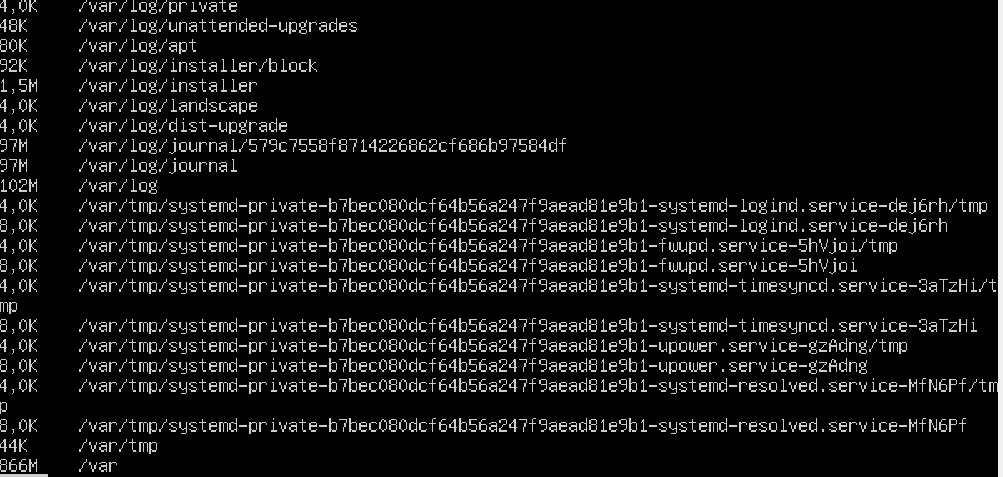 4,0K /var/log/private
48K /var/log/unattended-upgrades
80K /var/log/apt
92K /var/log/installer/block
1,5M /var/log/installer
4,0K /var/log/landscape
4,0K /var/log/dist-upgrade
97M /var/log/journal/579c7558f8714226862cf686b97584df
97M /var/log/journal
102M /var/log
4,0K /var/tmp/systemd-private-b7bec080dcf64b56a247f9aead81e9b1-systemd-logind.service-dej6rh/tmp
8,0K /var/tmp/systemd-private-b7bec080dcf64b56a247f9aead81e9b1-systemd-logind.service-dej6rh
4,0K /var/tmp/systemd-private-b7bec080dcf64b56a247f9aead81e9b1-fwupd.service-5hVjoi/tmp
8,0K /var/tmp/systemd-private-b7bec080dcf64b56a247f9aead81e9b1-fwupd.service-5hVjoi
4,0K /var/tmp/systemd-private-b7bec080dcf64b56a247f9aead81e9b1-systemd-timesyncd.service-3aTzHi/t
mp
8,0K /var/tmp/systemd-private-b7bec080dcf64b56a247f9aead81e9b1-systemd-timesyncd.service-3aTzHi
4,0K /var/tmp/systemd-private-b7bec080dcf64b56a247f9aead81e9b1-upower.service-gzAdng/tmp
8,0K /var/tmp/systemd-private-b7bec080dcf64b56a247f9aead81e9b1-upower.service-gzAdng
4,0K /var/tmp/systemd-private-b7bec080dcf64b56a247f9aead81e9b1-systemd-resolved.service-MfN6Pf/tm
p
8,0K /var/tmp/systemd-private-b7bec080dcf64b56a247f9aead81e9b1-systemd-resolved.service-MfN6Pf
44K /var/tmp
866M /var